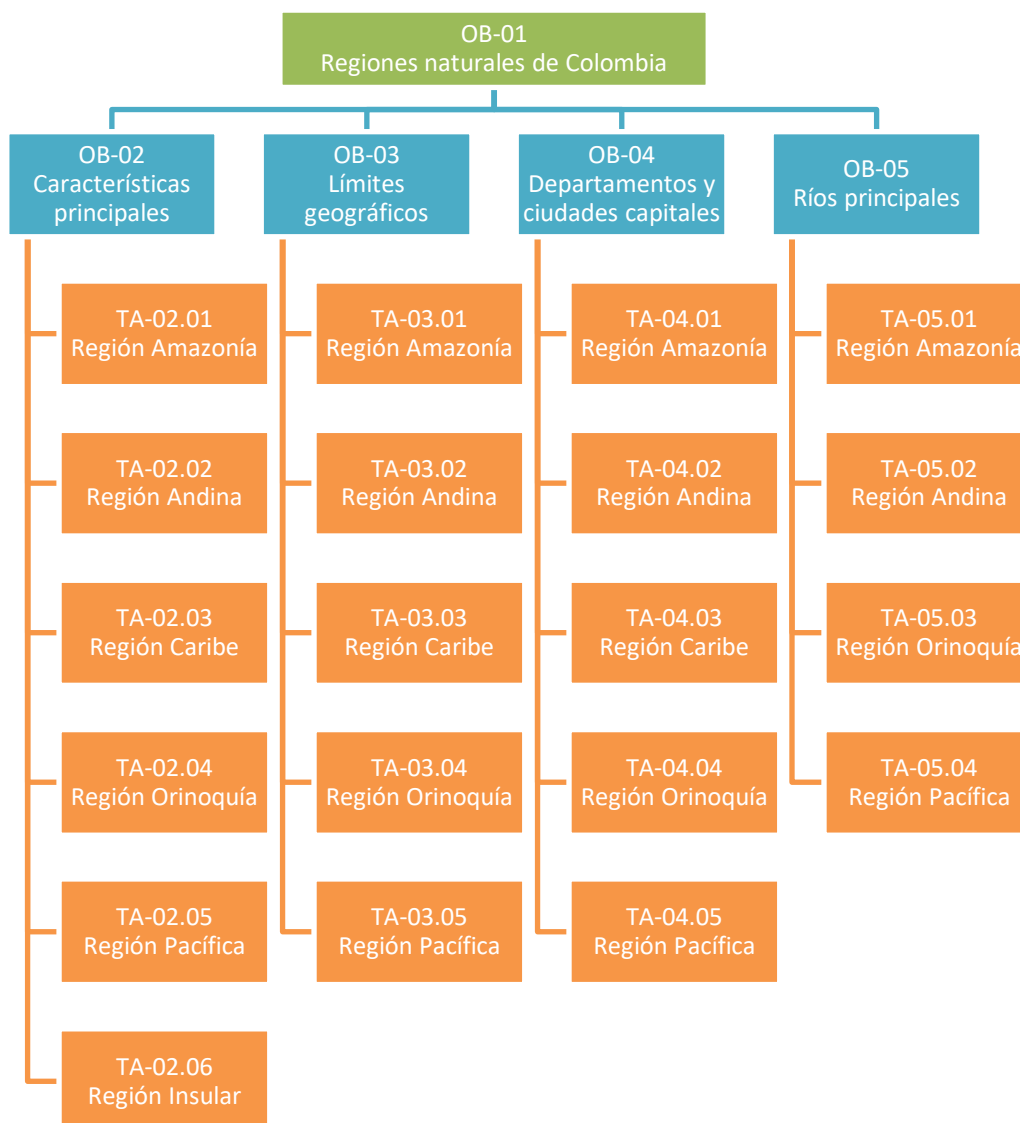 OB-01
Regiones naturales de Colombia
OB-02
Características
principales
OB-03
Límites
geográficos
OB-04
Departamentos y
ciudades capitales
OB-05
Ríos principales
TA-02.01
Región Amazonía
TA-03.01
Región Amazonía
TA-04.01
Región Amazonía
TA-05.01
Región Amazonía
TA-02.02
Región Andina
TA-03.02
Región Andina
TA-04.02
Región Andina
TA-05.02
Región Andina
TA-02.03
Región Caribe
TA-03.03
Región Caribe
TA-04.03
Región Caribe
TA-05.03
Región Orinoquía
TA-02.04
Región Orinoquía
TA-03.04
Región Orinoquía
TA-04.04
Región Orinoquía
TA-05.04
Región Pacífica
TA-02.05
Región Pacífica
TA-03.05
Región Pacífica
TA-04.05
Región Pacífica
TA-02.06
Región Insular